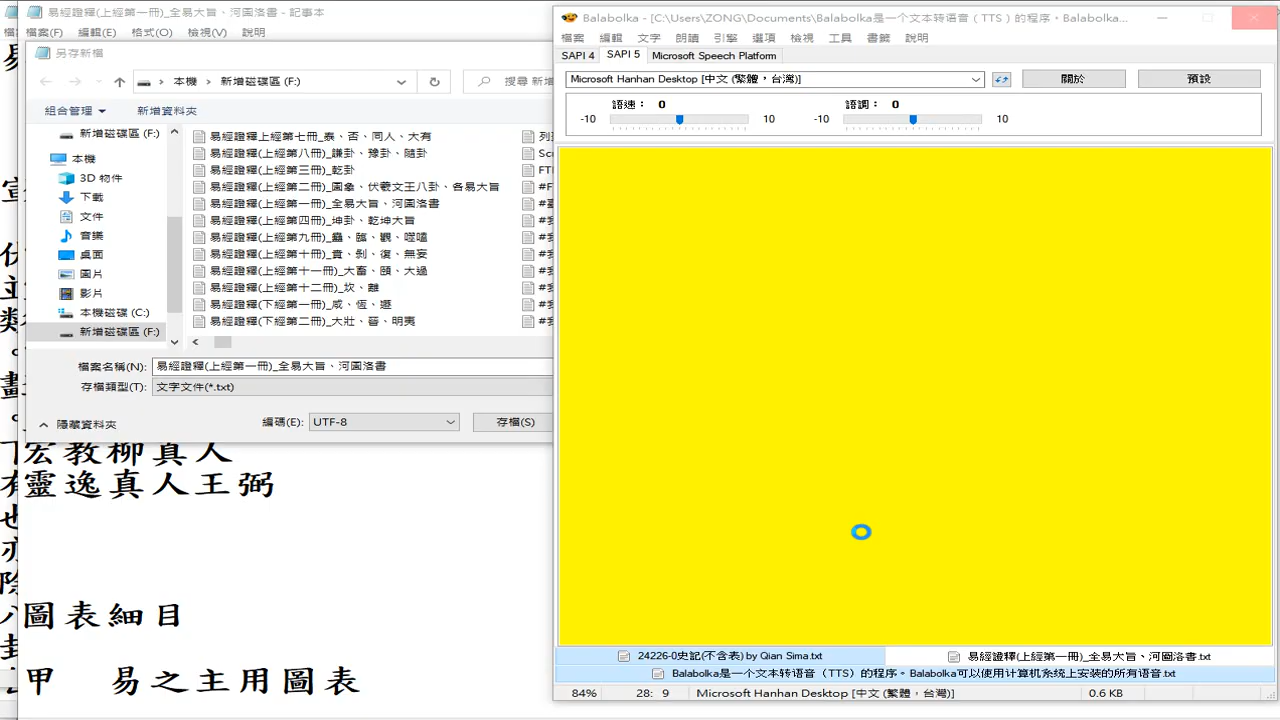 易經證釋(上經第一冊)_全易大旨、河圖洛書 - 記事本
檔案(F) 編輯(E) 格式(O) 檢視(V) 說明
另存新檔
本機 › 新增磁碟區 (F:)
搜尋 新增
組合管理 新增資料夾
新增磁碟區 (F:)
本機
3D 物件
下載
文件
音樂
桌面
圖片
影片
本機磁碟 (C:)
新增磁碟區 (F:)
易經證釋上經第七冊_泰、否、同人、大有
易經證釋(上經第八冊)_謙卦、豫卦、隨卦
易經證釋(上經第三冊)_乾卦
易經證釋(上經第二冊)_圖象、伏羲文王八卦、各易大旨
易經證釋(上經第一冊)_全易大旨、河圖洛書
易經證釋(上經第四冊)_坤卦、乾坤大旨
易經證釋(上經第九冊)_蠱、臨、觀、噬嗑
易經證釋(上經第十冊)_賁、剝、復、無妄
易經證釋(上經第十一冊)_大畜、頤、大過
易經證釋(上經第十二冊)_坎、離
易經證釋(下經第一冊)_咸、恆、遯
易經證釋(下經第二冊)_大壯、晉、明夷
檔案名稱(N): 易經證釋(上經第一冊)_全易大旨、河圖洛書
存檔類型(T): 文字文件(*.txt)
隱藏資料夾
編碼(E): UTF-8
存檔(S)
宏教柳真人
靈逸真人王弼
圖表細目
甲 易之主用圖表
Balabolka - [C:\Users\ZONG\Documents\Balabolka是一个文本转语音（TTS）的程序。Balabolka可...
檔案 編輯 文字 朗讀 引擎 選項 檢視 工具 書籤 說明
SAPI 4 SAPI 5 Microsoft Speech Platform
Microsoft Hanhan Desktop [中文 (繁體，台灣)]
關於 預設
語速： 0 語調： 0
-10 10 -10 10
24226-0史記(不含表) by Qian Sima.txt
易經證釋(上經第一冊)_全易大旨、河圖洛書.txt
Balabolka是一个文本转语音（TTS）的程序。Balabolka可以使用计算机系统上安装的所有语音.txt
84% 28: 9 Microsoft Hanhan Desktop [中文 (繁體，台灣)] 0.6 KB